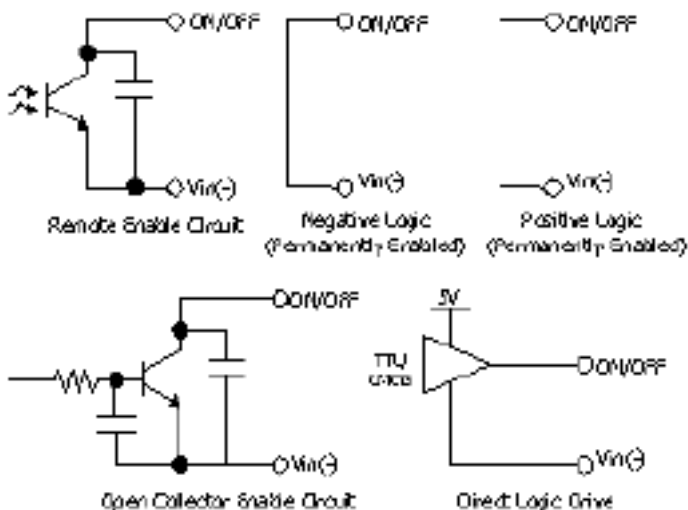 ON/OFF
ON/OFF
ON/OFF
Vin(-)
Vin(-)
Vin(-)
Remote Enable Circuit
Negative Logic
(Permanently Enabled)
Positive Logic
(Permanently Enabled)
ON/OFF
5V
TTL/
CMOS
ON/OFF
Vin(-)
Vin(-)
Open Collector Enable Circuit
Direct Logic Drive